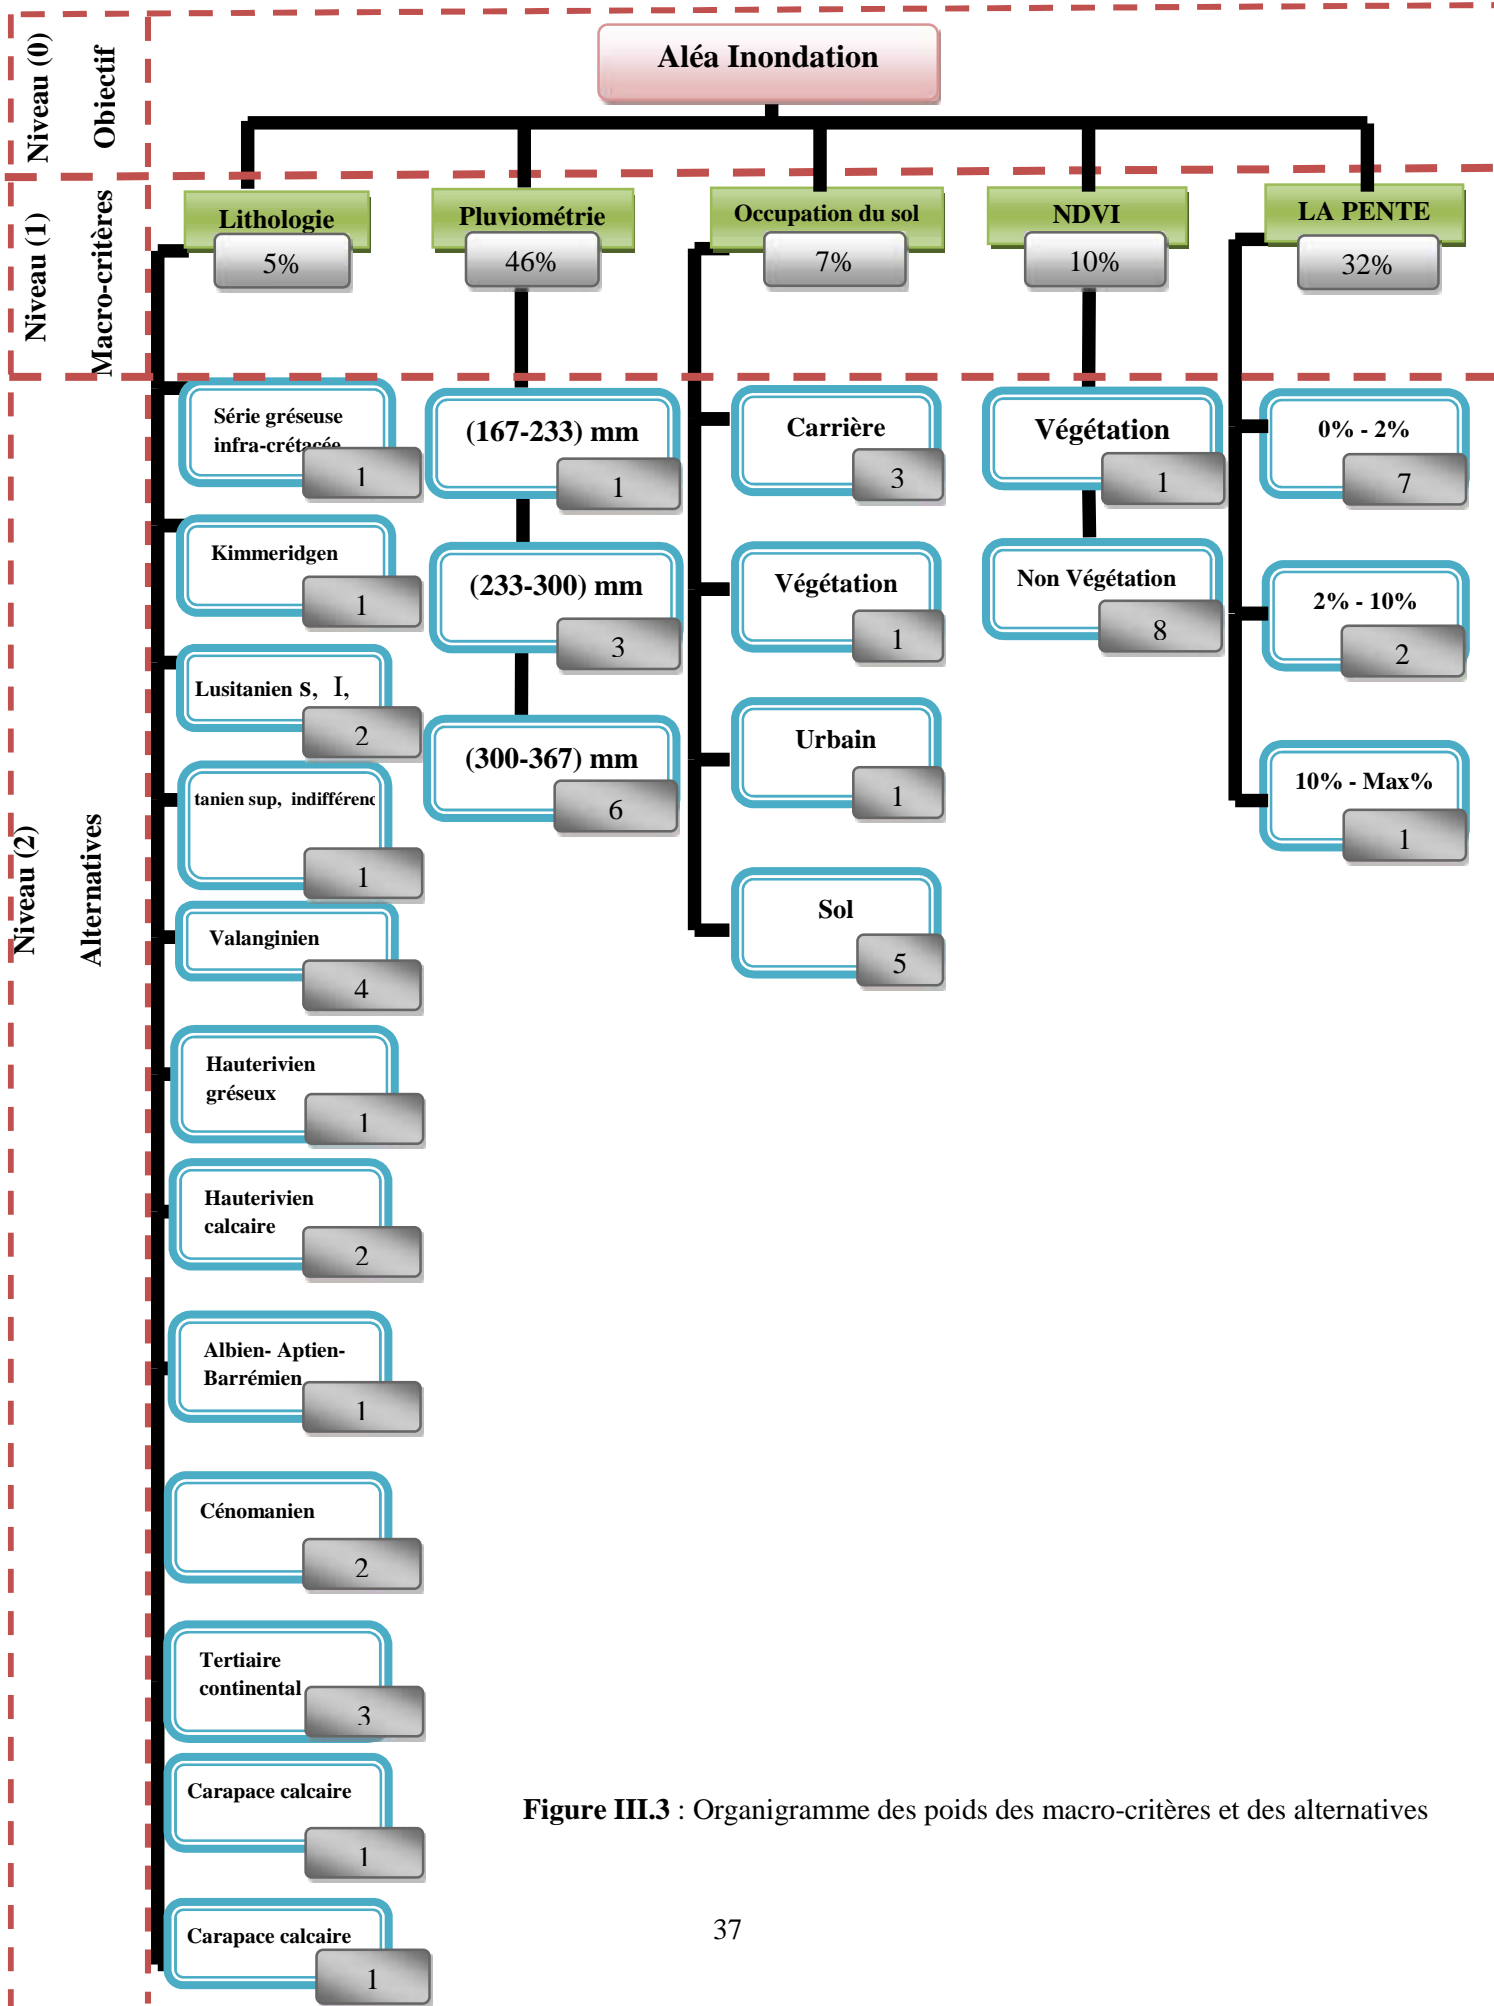 Niveau (0)
Objectif
Aléa Inondation
Niveau (1)
Macro-critères
Lithologie
5%
Pluviométrie
46%
Occupation du sol
7%
NDVI
10%
LA PENTE
32%
Niveau (2)
Alternatives
Série gréseuse
infra-crétacée
1
Kimmeridgen
1
Lusitanien s, I,
2
tanien sup, indifférenc
1
Valanginien
4
Hauterivien
gréseux
1
Hauterivien
calcaire
2
Albien- Aptien-
Barrémien
1
Cénomanien
2
Tertiaire
continental
3
Carapace calcaire
1
Carapace calcaire
1
(167-233) mm
1
(233-300) mm
3
(300-367) mm
6
Carrière
3
Végétation
1
Urbain
1
Sol
5
Végétation
1
Non Végétation
8
0% - 2%
7
2% - 10%
2
10% - Max%
1
Figure III.3 : Organigramme des poids des macro-critères et des alternatives
37